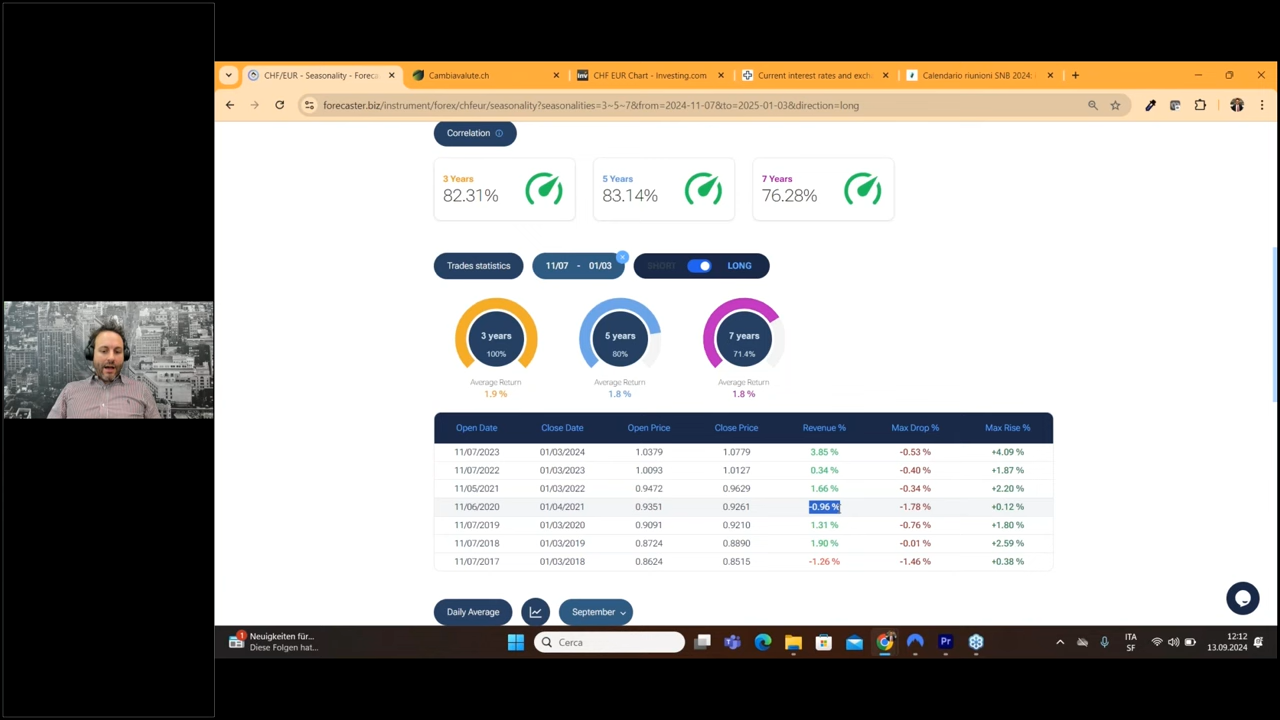 CHF/EUR - Seasonality - Foreca
Cambiavalute.ch
CHF EUR Chart - Investing.com
Current interest rates and exch
Calendario riunioni SNB 2024:
forecaster.biz/instrument/forex/chfeur/seasonality?seasonalities=3~5~7&from=2024-11-07&to=2025-01-03&direction=long
Correlation
3 Years
82.31%
5 Years
83.14%
7 Years
76.28%
Trades statistics
11/07 - 01/03
SHORT
LONG
3 years
100%
5 years
80%
7 years
71.4%
Average Return
1.9 %
Average Return
1.8 %
Average Return
1.8 %
Open Date Close Date Open Price Close Price Revenue % Max Drop % Max Rise %
11/07/2023 01/03/2024 1.0379 1.0779 3.85 % -0.53 % +4.09 %
11/07/2022 01/03/2023 1.0093 1.0127 0.34 % -0.40 % +1.87 %
11/05/2021 01/03/2022 0.9472 0.9629 1.66 % -0.34 % +2.20 %
11/06/2020 01/04/2021 0.9351 0.9261 -0.96 % -1.78 % +0.12 %
11/07/2019 01/03/2020 0.9091 0.9210 1.31 % -0.76 % +1.80 %
11/07/2018 01/03/2019 0.8724 0.8890 1.90 % -0.01 % +2.59 %
11/07/2017 01/03/2018 0.8624 0.8515 -1.26 % -1.46 % +0.38 %
Daily Average
September
1
Neuigkeiten für...
Diese Folgen hat...
Cerca
Pr
ITA
SF
12:12
13.09.2024